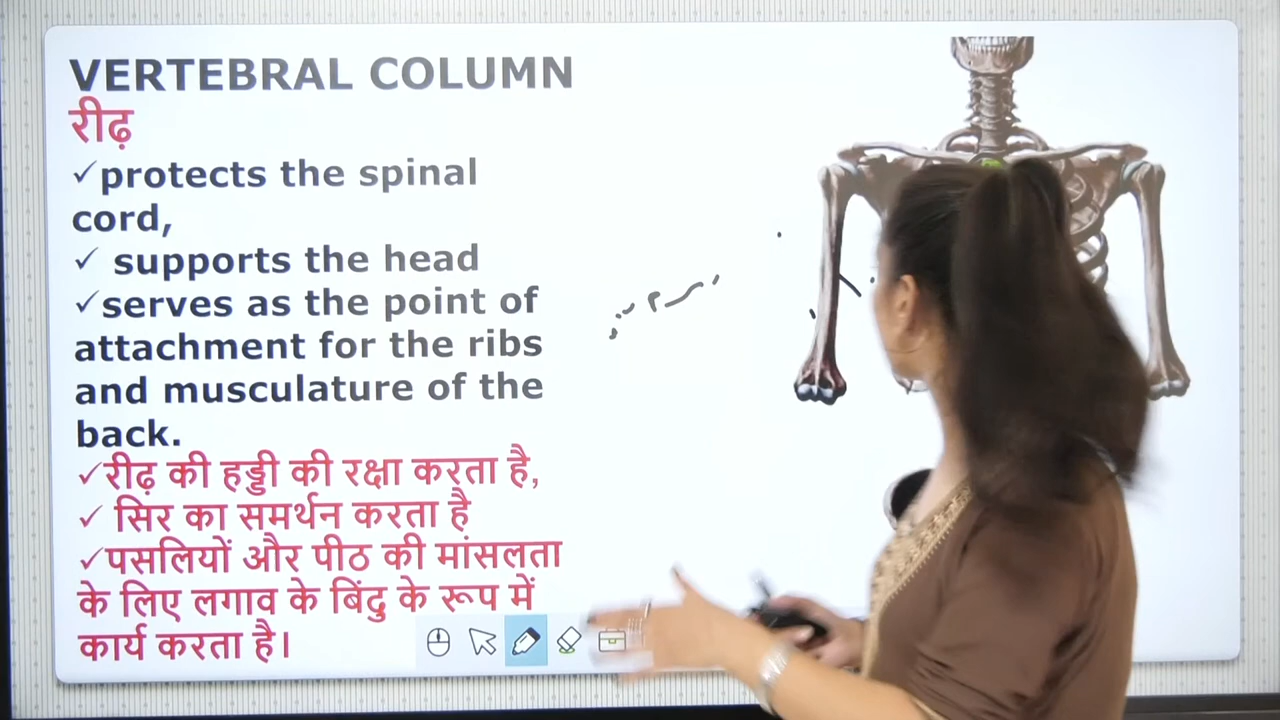 VERTEBRAL COLUMN
रीढ़
✓protects the spinal
cord,
✓ supports the head
✓serves as the point of
attachment for the ribs
and musculature of the
back.
✓रीढ़ की हड्डी की रक्षा करता है,
✓ सिर का समर्थन करता है
✓पसलियों और पीठ की मांसलता
के लिए लगाव के बिंदु के रूप में
कार्य करता है।